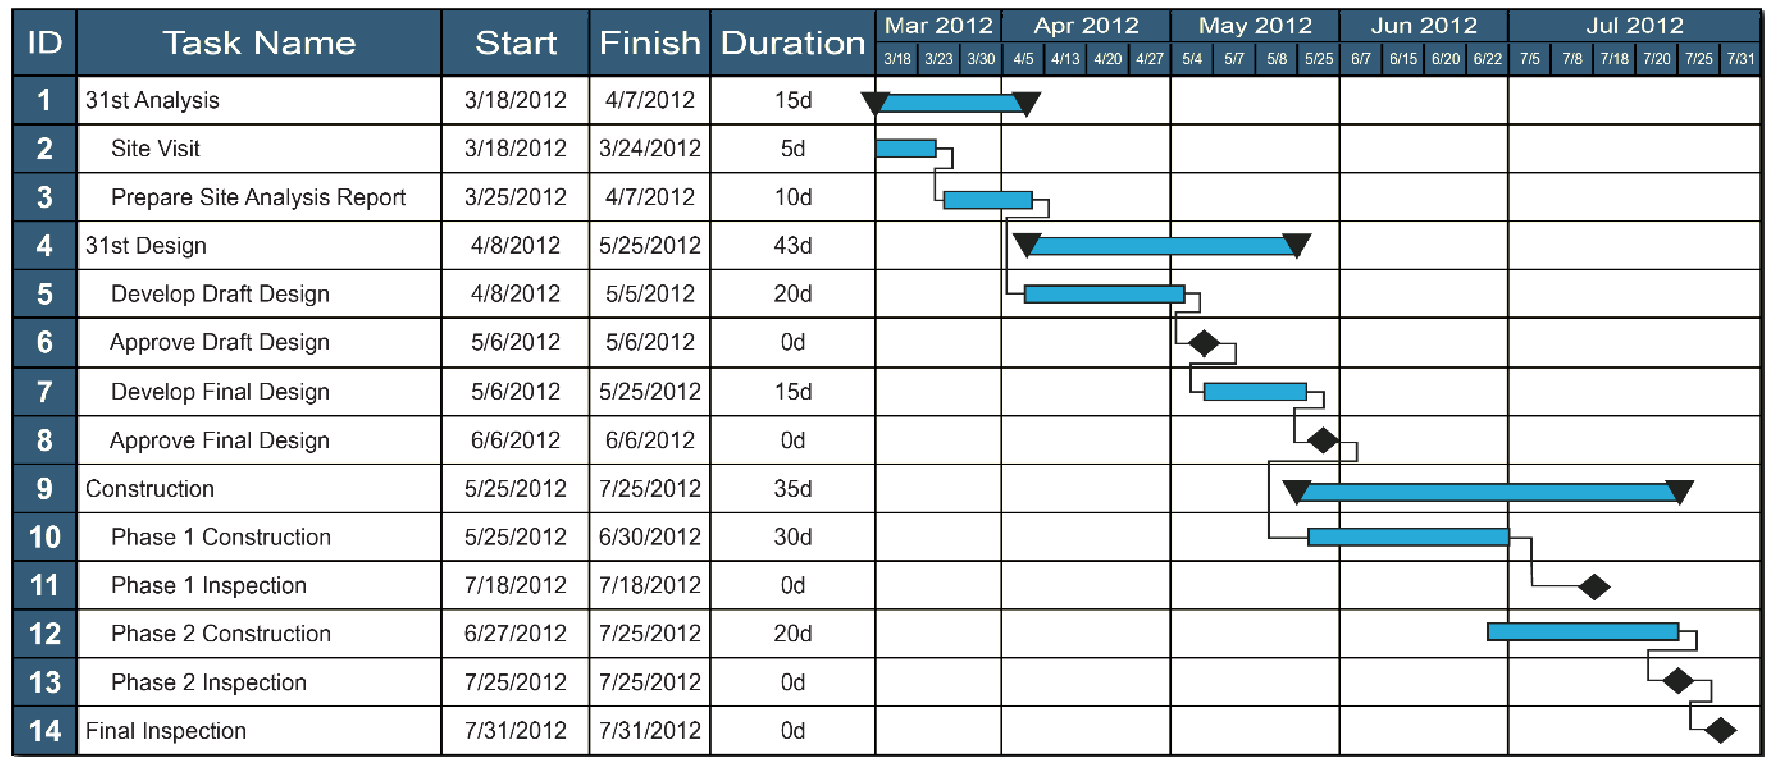 ID Task Name Start Finish Duration Mar 2012 Apr 2012 May 2012 Jun 2012 Jul 2012
3/18 3/23 3/30 4/5 4/13 4/20 4/27 5/4 5/7 5/8 5/25 6/7 6/15 6/20 6/22 7/5 7/8 7/18 7/20 7/25 7/31
1 31st Analysis 3/18/2012 4/7/2012 15d
2 Site Visit 3/18/2012 3/24/2012 5d
3 Prepare Site Analysis Report 3/25/2012 4/7/2012 10d
4 31st Design 4/8/2012 5/25/2012 43d
5 Develop Draft Design 4/8/2012 5/5/2012 20d
6 Approve Draft Design 5/6/2012 5/6/2012 0d
7 Develop Final Design 5/6/2012 5/25/2012 15d
8 Approve Final Design 6/6/2012 6/6/2012 0d
9 Construction 5/25/2012 7/25/2012 35d
10 Phase 1 Construction 5/25/2012 6/30/2012 30d
11 Phase 1 Inspection 7/18/2012 7/18/2012 0d
12 Phase 2 Construction 6/27/2012 7/25/2012 20d
13 Phase 2 Inspection 7/25/2012 7/25/2012 0d
14 Final Inspection 7/31/2012 7/31/2012 0d